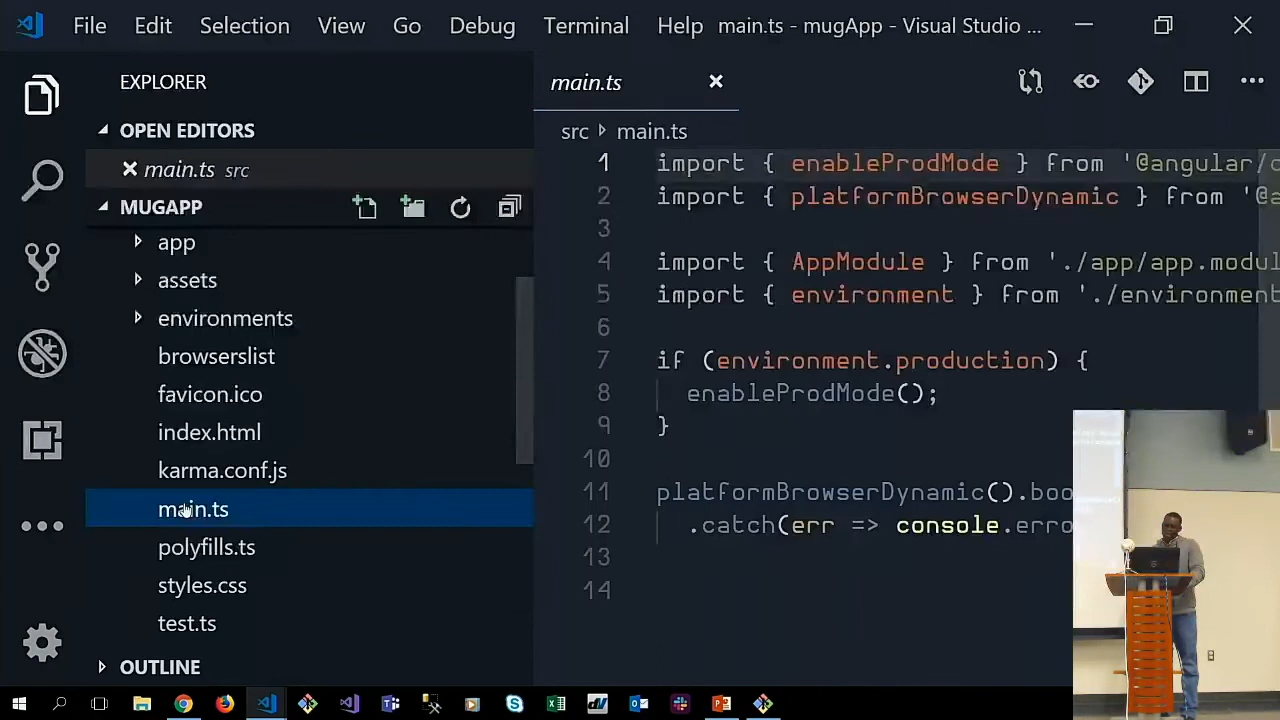 File Edit Selection View Go Debug Terminal Help main.ts - mugApp - Visual Studio ...
EXPLORER
OPEN EDITORS
main.ts src
MUGAPP
app
assets
environments
browserslist
favicon.ico
index.html
karma.conf.js
main.ts
polyfills.ts
styles.css
test.ts
OUTLINE
main.ts
src main.ts
1 import { enableProdMode } from '@angular/
2 import { platformBrowserDynamic } from '@a
3
4 import { AppModule } from './app/app.modul
5 import { environment } from './environment
6
7 if (environment.production) {
8 enableProdMode();
9 }
10
11 platformBrowserDynamic().boo
12 .catch(err => console.erro
13
14